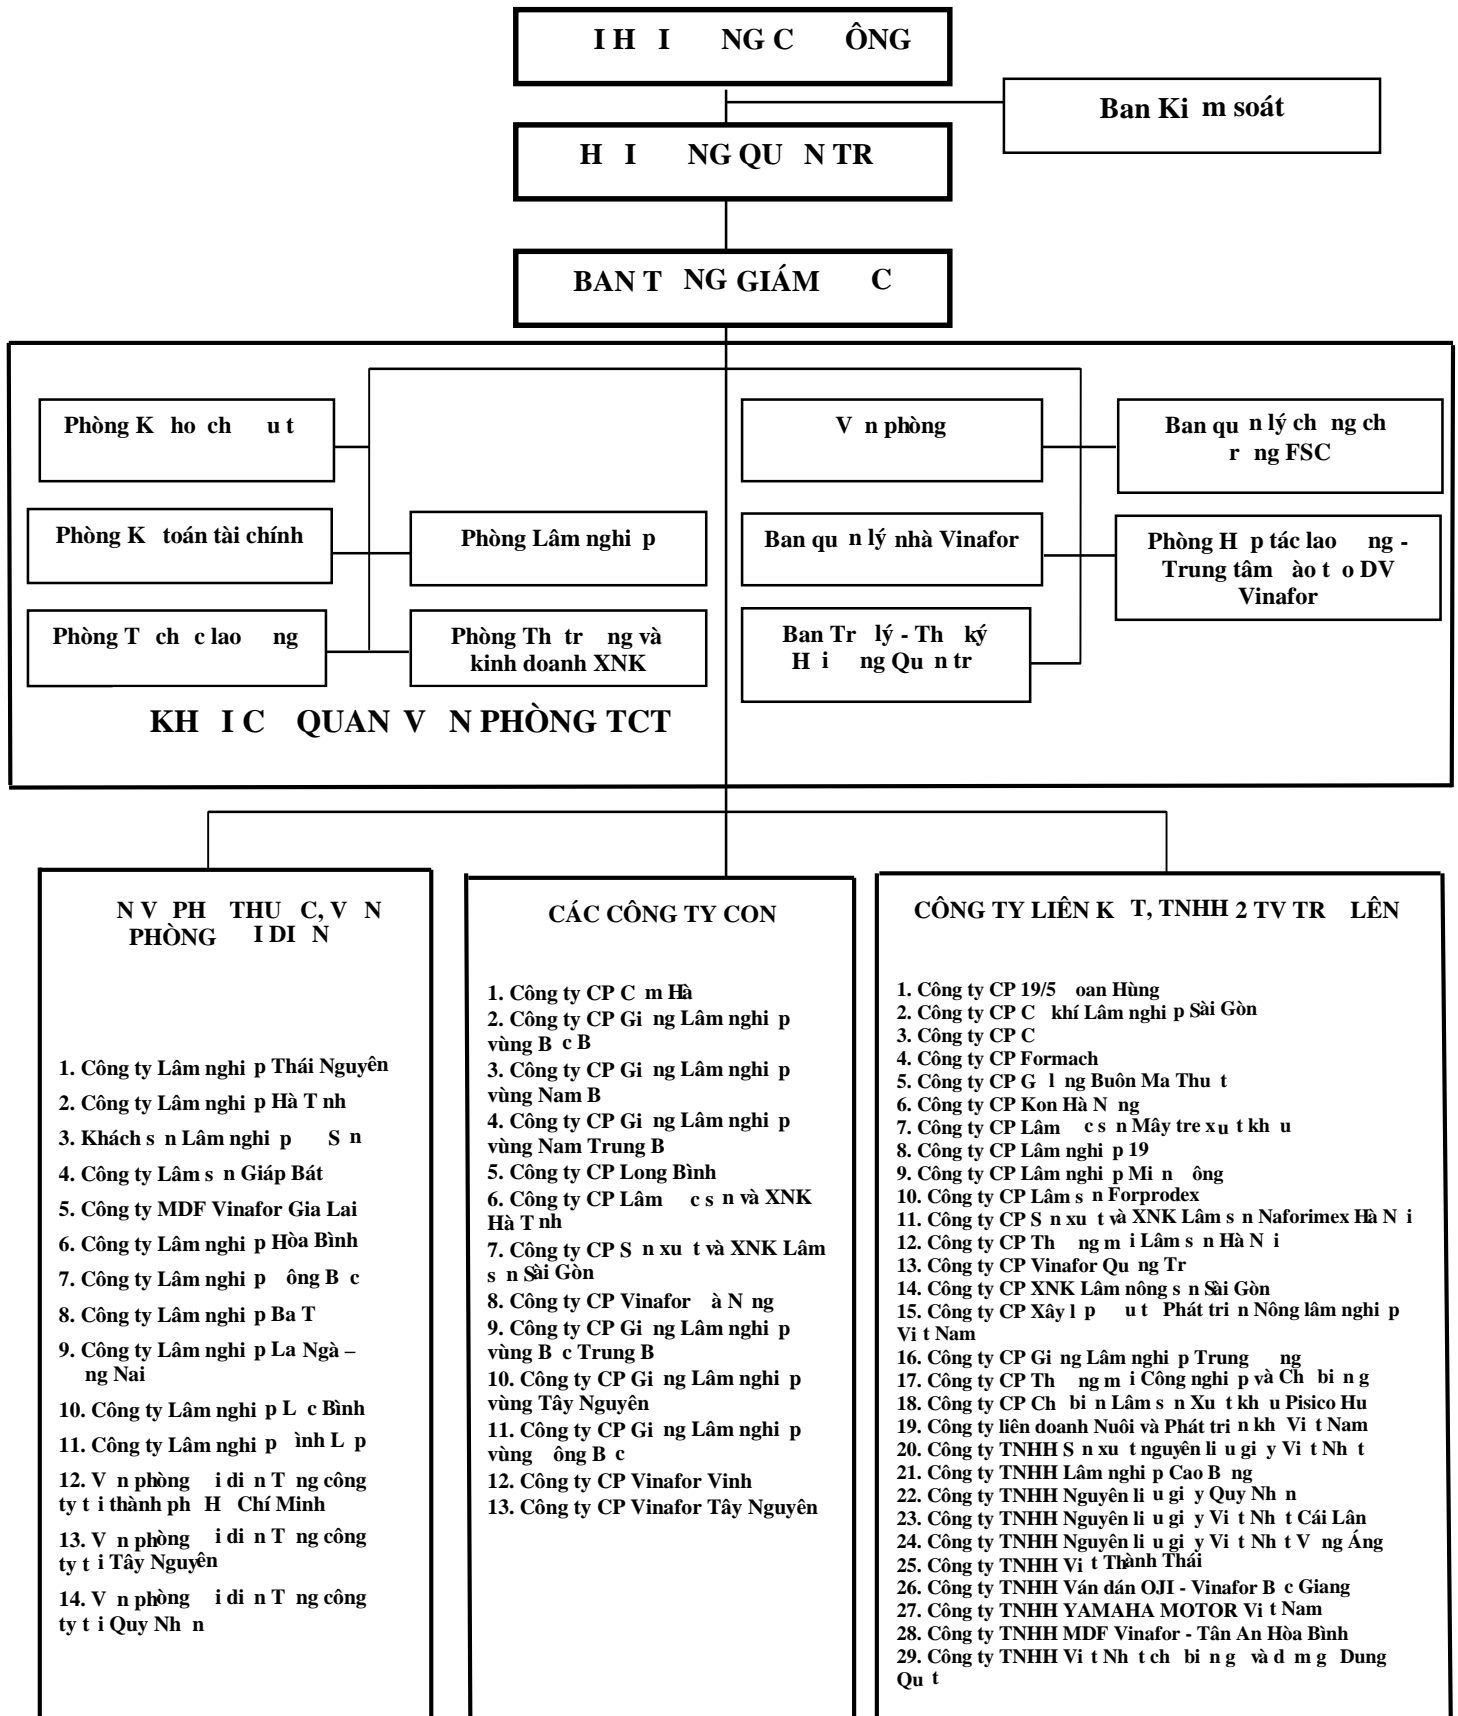 I H I NG C ÔNG
Ban Ki m soát
H I NG QU N TR
BAN T NG GIÁM C
Phòng K ho ch u t
V n phòng
Ban qu n lý ch ng ch
r ng FSC
Phòng K toán tài chính
Phòng Lâm nghi p
Ban qu n lý nhà Vinafor
Phòng H p tác lao ng -
Trung tâm ào t o DV
Vinafor
Phòng T ch c lao ng
Phòng Th tr ng và
kinh doanh XNK
Ban Tr lý - Th ký
H i ng Qu n tr
KH I C QUAN V N PHÒNG TCT
N V PH THU C, V N
PHÒNG I DI N
1. Công ty Lâm nghi p Thái Nguyên
2. Công ty Lâm nghi p Hà T nh
3. Khách s n Lâm nghi p S n
4. Công ty Lâm s n Giáp Bát
5. Công ty MDF Vinafor Gia Lai
6. Công ty Lâm nghi p Hòa Bình
7. Công ty Lâm nghi p ông B c
8. Công ty Lâm nghi p Ba T
9. Công ty Lâm nghi p La Ngà –
ng Nai
10. Công ty Lâm nghi p L c Bình
11. Công ty Lâm nghi p ình L p
12. V n phòng i di n T ng công
ty t i thành ph H Chí Minh
13. V n phòng i di n T ng công
ty t i Tây Nguyên
14. V n phòng i di n T ng công
ty t i Quy Nh n
CÁC CÔNG TY CON
1. Công ty CP C m Hà
2. Công ty CP Gi ng Lâm nghi p
vùng B c B
3. Công ty CP Gi ng Lâm nghi p
vùng Nam B
4. Công ty CP Gi ng Lâm nghi p
vùng Nam Trung B
5. Công ty CP Long Bình
6. Công ty CP Lâm c s n và XNK
Hà T nh
7. Công ty CP S n xu t và XNK Lâm
s n Sài Gòn
8. Công ty CP Vinafor à N ng
9. Công ty CP Gi ng Lâm nghi p
vùng B c Trung B
10. Công ty CP Gi ng Lâm nghi p
vùng Tây Nguyên
11. Công ty CP Gi ng Lâm nghi p
vùng ông B c
12. Công ty CP Vinafor Vinh
13. Công ty CP Vinafor Tây Nguyên
CÔNG TY LIÊN K T, TNHH 2 TV TR LÊN
1. Công ty CP 19/5 oan Hùng
2. Công ty CP C khí Lâm nghi p Sài Gòn
3. Công ty CP C
4. Công ty CP Formach
5. Công ty CP G l ng Buôn Ma Thu t
6. Công ty CP Kon Hà N ng
7. Công ty CP Lâm c s n Mây tre xu t kh u
8. Công ty CP Lâm nghi p 19
9. Công ty CP Lâm nghi p Mi n ông
10. Công ty CP Lâm s n Forprodex
11. Công ty CP S n xu t và XNK Lâm s n Naforimex Hà N i
12. Công ty CP Th ng m i Lâm s n Hà N i
13. Công ty CP Vinafor Qu ng Tr
14. Công ty CP XNK Lâm nông s n Sài Gòn
15. Công ty CP Xây l p u t Phát tri n Nông lâm nghi p
Vi t Nam
16. Công ty CP Gi ng Lâm nghi p Trung ng
17. Công ty CP Th ng m i Công nghi p và Ch bi n g
18. Công ty CP Ch bi n Lâm s n Xu t kh u Pisico Hu
19. Công ty liên doanh Nuôi và Phát tri n kh Vi t Nam
20. Công ty TNHH S n xu t nguyên li u gi y Vi t Nh t
21. Công ty TNHH Lâm nghi p Cao B ng
22. Công ty TNHH Nguyên li u gi y Quy Nh n
23. Công ty TNHH Nguyên li u gi y Vi t Nh t Cái Lân
24. Công ty TNHH Nguyên li u gi y Vi t Nh t V ng Áng
25. Công ty TNHH Vi t Thành Thái
26. Công ty TNHH Ván dán OJI - Vinafor B c Giang
27. Công ty TNHH YAMAHA MOTOR Vi t Nam
28. Công ty TNHH MDF Vinafor - Tân An Hòa Bình
29. Công ty TNHH Vi t Nh t ch bi n g và d m g Dung
Qu t